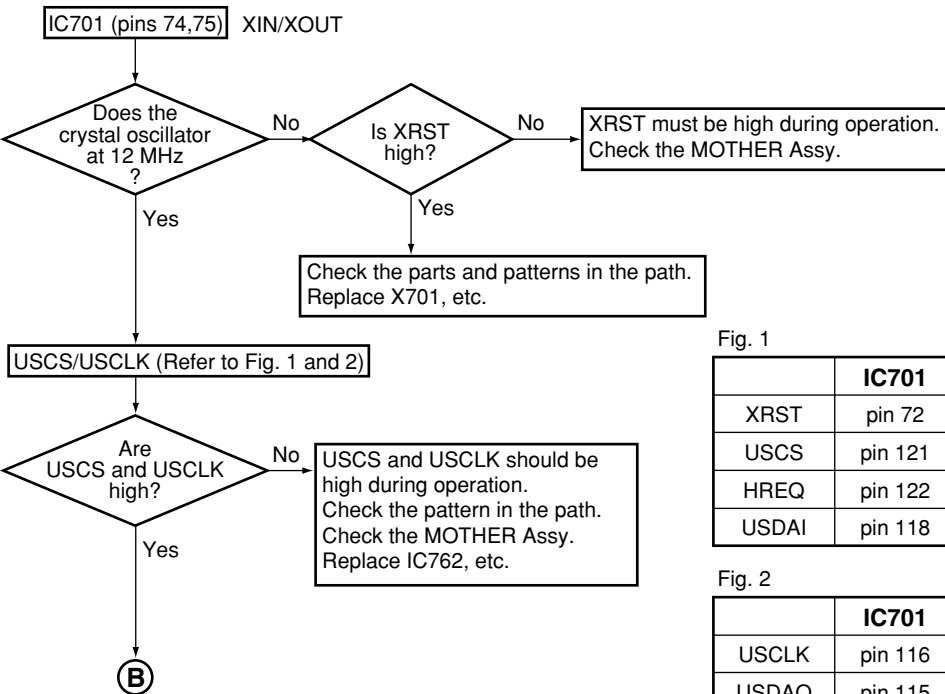 IC701 (pins 74,75) XIN/XOUT
Does the
crystal oscillator
at 12 MHz
?
No
Is XRST
high?
No
XRST must be high during operation.
Check the MOTHER Assy.
Yes
Yes
Check the parts and patterns in the path.
Replace X701, etc.
USCS/USCLK (Refer to Fig. 1 and 2)
Are
USCS and USCLK
high?
No
USCS and USCLK should be
high during operation.
Check the pattern in the path.
Check the MOTHER Assy.
Replace IC762, etc.
Yes
B
Fig. 1
IC701
XRST pin 72
USCS pin 121
HREQ pin 122
USDAI pin 118
Fig. 2
IC701
USCLK pin 116
USDAO pin 115